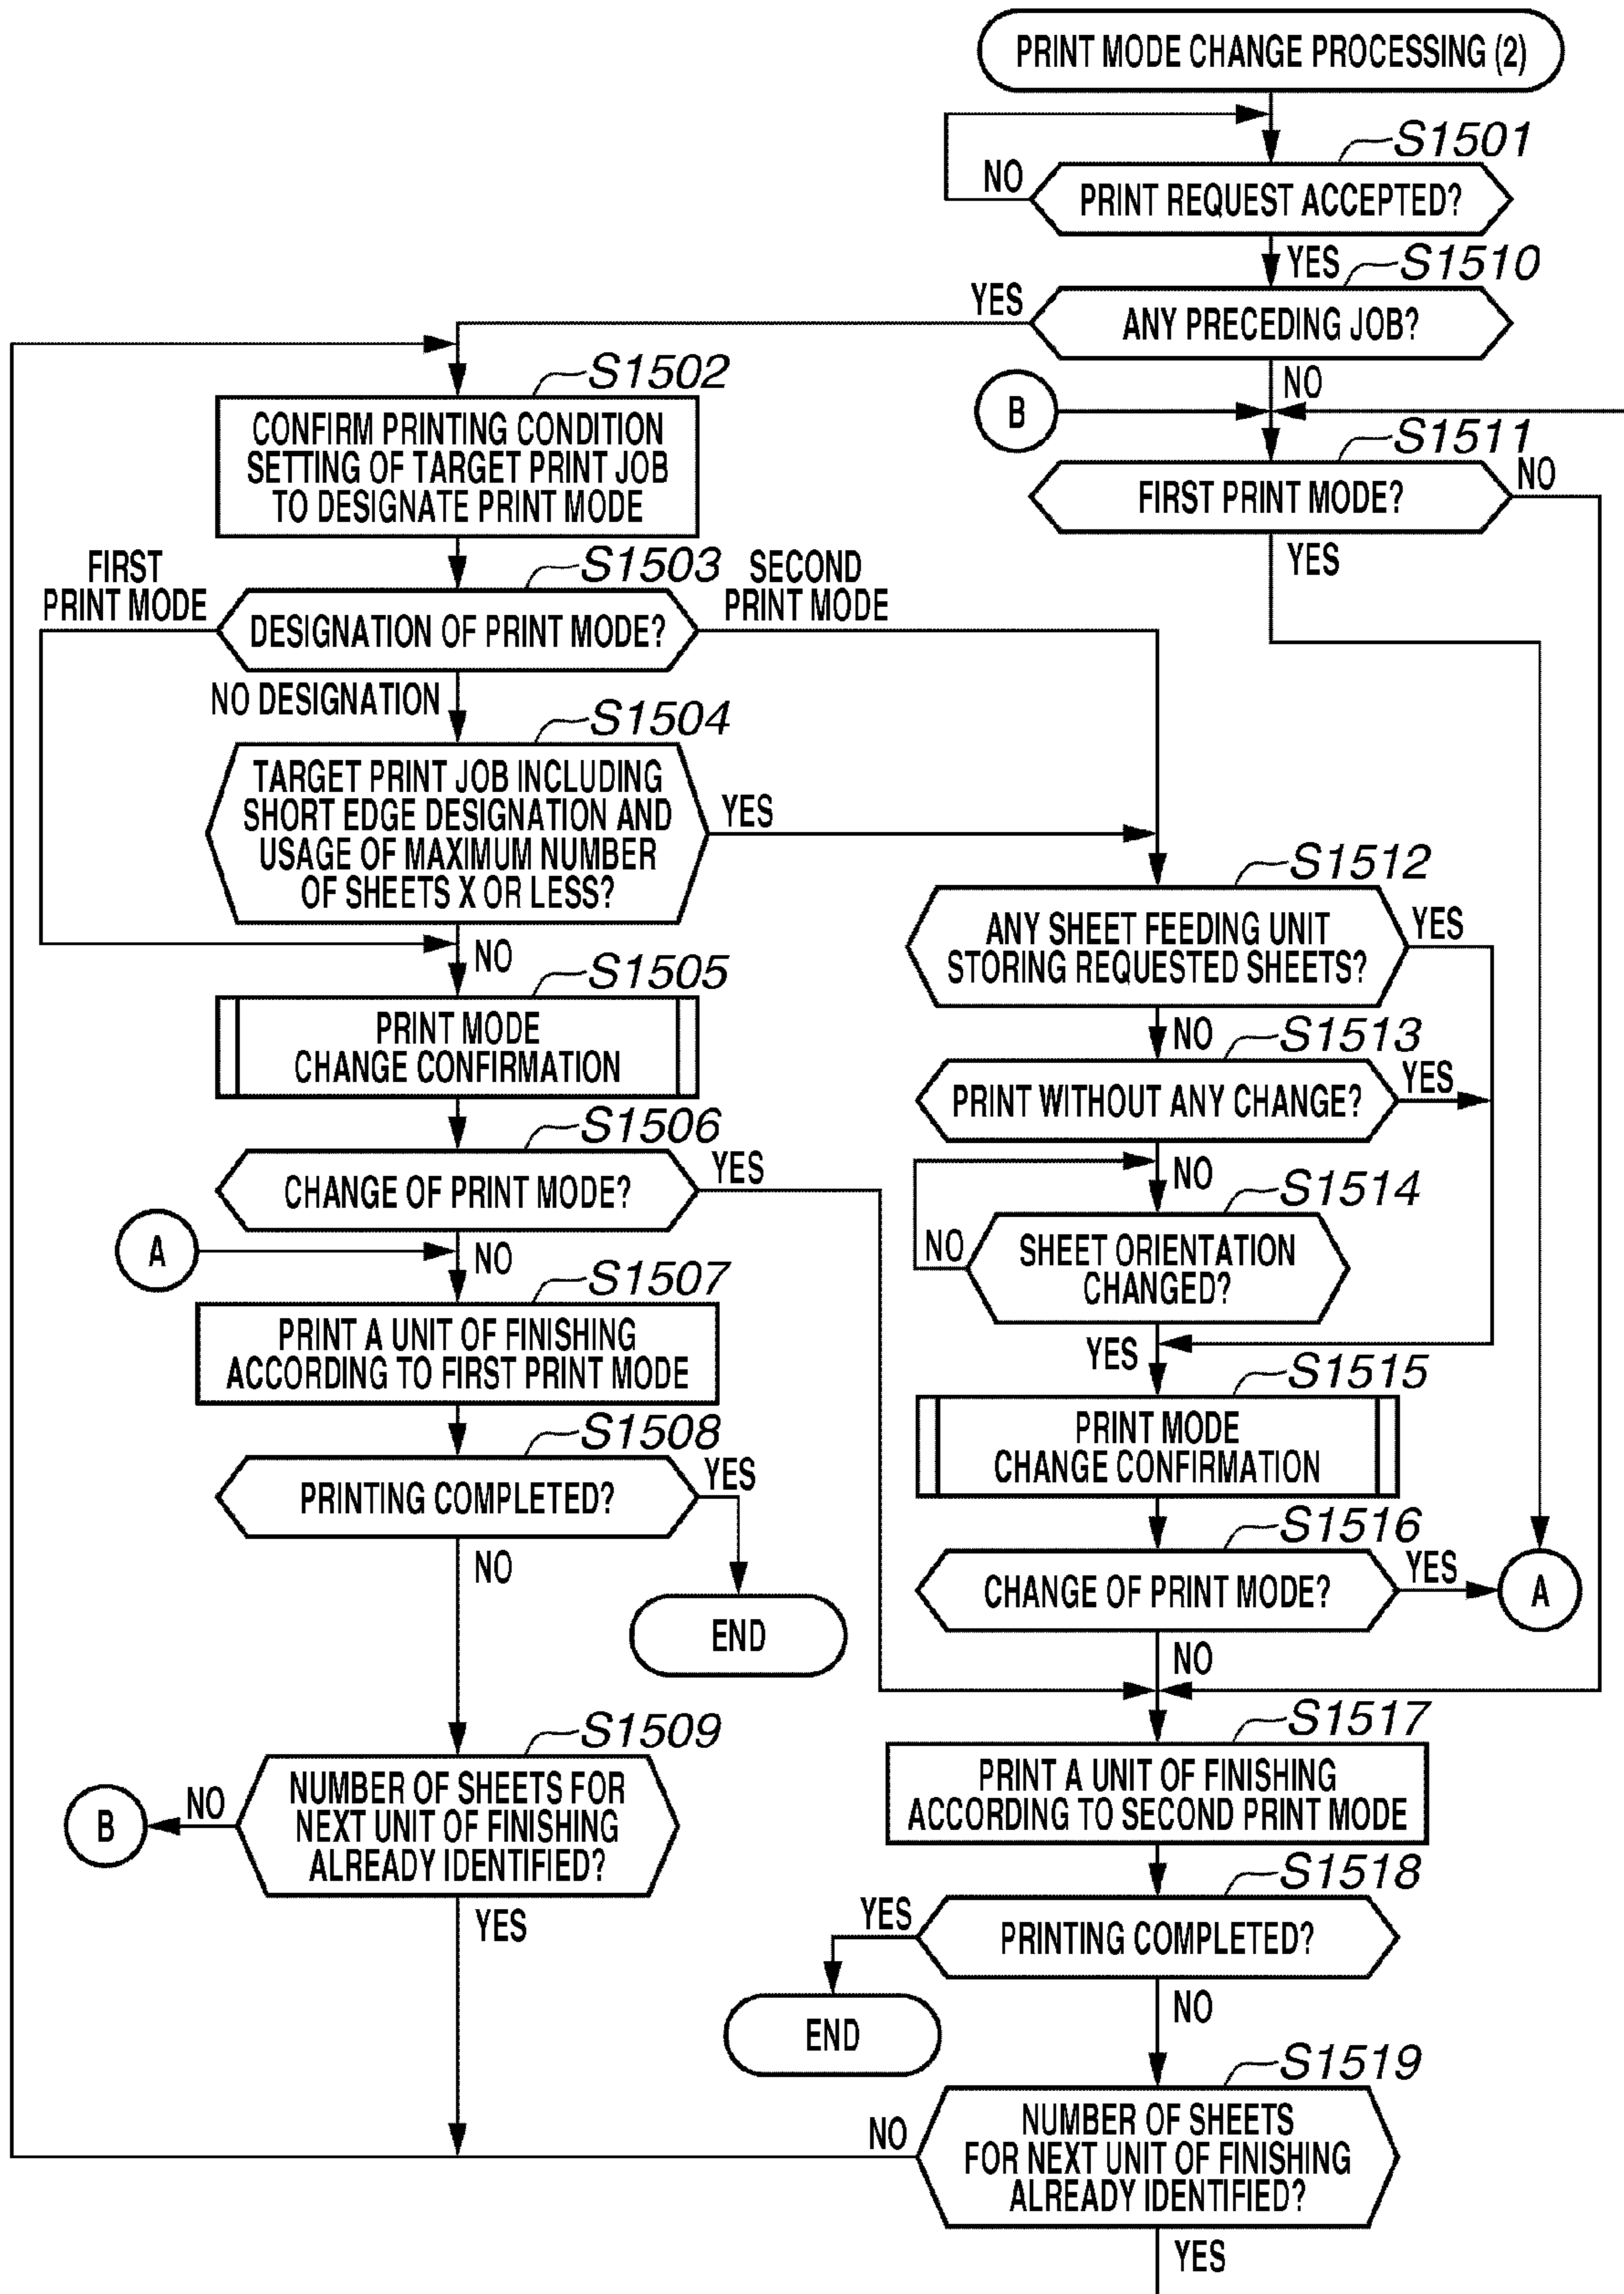 PRINT MODE CHANGE PROCESSING (2)
S1501
NO
PRINT REQUEST ACCEPTED?
YES
S1510
YES
ANY PRECEDING JOB?
NO
B
S1511
NO
FIRST PRINT MODE?
YES
S1502
CONFIRM PRINTING CONDITION
SETTING OF TARGET PRINT JOB
TO DESIGNATE PRINT MODE
S1503
FIRST
PRINT MODE
SECOND
PRINT MODE
DESIGNATION OF PRINT MODE?
NO DESIGNATION
S1504
TARGET PRINT JOB INCLUDING
SHORT EDGE DESIGNATION AND
USAGE OF MAXIMUM NUMBER
OF SHEETS X OR LESS?
YES
NO
S1505
PRINT MODE
CHANGE CONFIRMATION
S1506
CHANGE OF PRINT MODE?
YES
A
NO
S1507
PRINT A UNIT OF FINISHING
ACCORDING TO FIRST PRINT MODE
S1508
PRINTING COMPLETED?
YES
NO
END
S1509
NUMBER OF SHEETS FOR
NEXT UNIT OF FINISHING
ALREADY IDENTIFIED?
NO
B
YES
S1512
ANY SHEET FEEDING UNIT
STORING REQUESTED SHEETS?
YES
NO
S1513
PRINT WITHOUT ANY CHANGE?
YES
NO
S1514
NO
SHEET ORIENTATION
CHANGED?
YES
S1515
PRINT MODE
CHANGE CONFIRMATION
S1516
CHANGE OF PRINT MODE?
YES
A
NO
S1517
PRINT A UNIT OF FINISHING
ACCORDING TO SECOND PRINT MODE
S1518
YES
PRINTING COMPLETED?
END
NO
S1519
NO
NUMBER OF SHEETS
FOR NEXT UNIT OF FINISHING
ALREADY IDENTIFIED?
YES